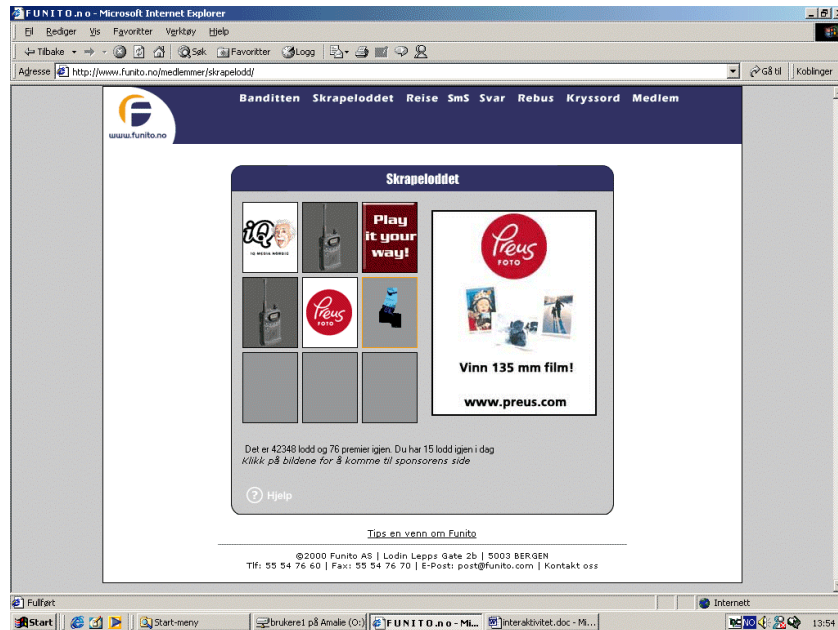 FUNITO.no - Microsoft Internet Explorer
Fil Rediger Vis Favoritter Verktøy Hjelp
Tilbake Søk Favoritter Logg
Adresse http://www.funito.no/medlemmer/skrapelodd/ Gå til Koblinger
Banditten Skrapeloddet Reise SmS Svar Rebus Kryssord Medlem
www.funito.no
Skrapeloddet
iQ
Play
it your
way!
Preus
FOTO
Preus
FOTO
Vinn 135 mm film!
www.preus.com
Det er 42348 lodd og 76 premier igjen. Du har 15 lodd igjen i dag
Klikk på bildene for å komme til sponsorens side
? Hjelp
Tips en venn om Funito
©2000 Funito AS | Lodin Lepps Gate 2b | 5003 BERGEN
Tlf: 55 54 76 60 | Fax: 55 54 76 70 | E-Post: post@funito.com | Kontakt oss
Fullført Internett
Start Start-meny brukere1 på Amalie (O:) FUNITO.no - Mi... interaktivitet.doc - Mi... NO 13:54